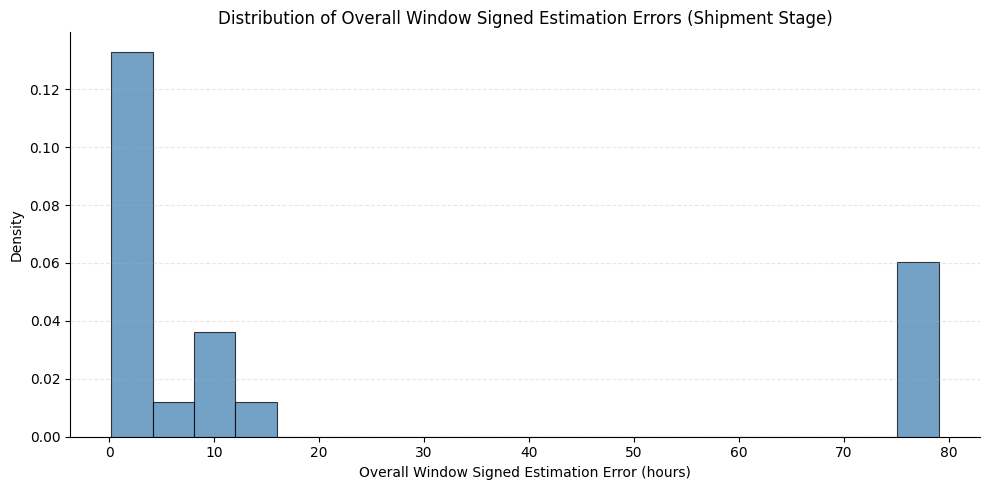 Distribution of Overall Window Signed Estimation Errors (Shipment Stage)
Density
0.12
0.10
0.08
0.06
0.04
0.02
0.00
0 10 20 30 40 50 60 70 80
Overall Window Signed Estimation Error (hours)